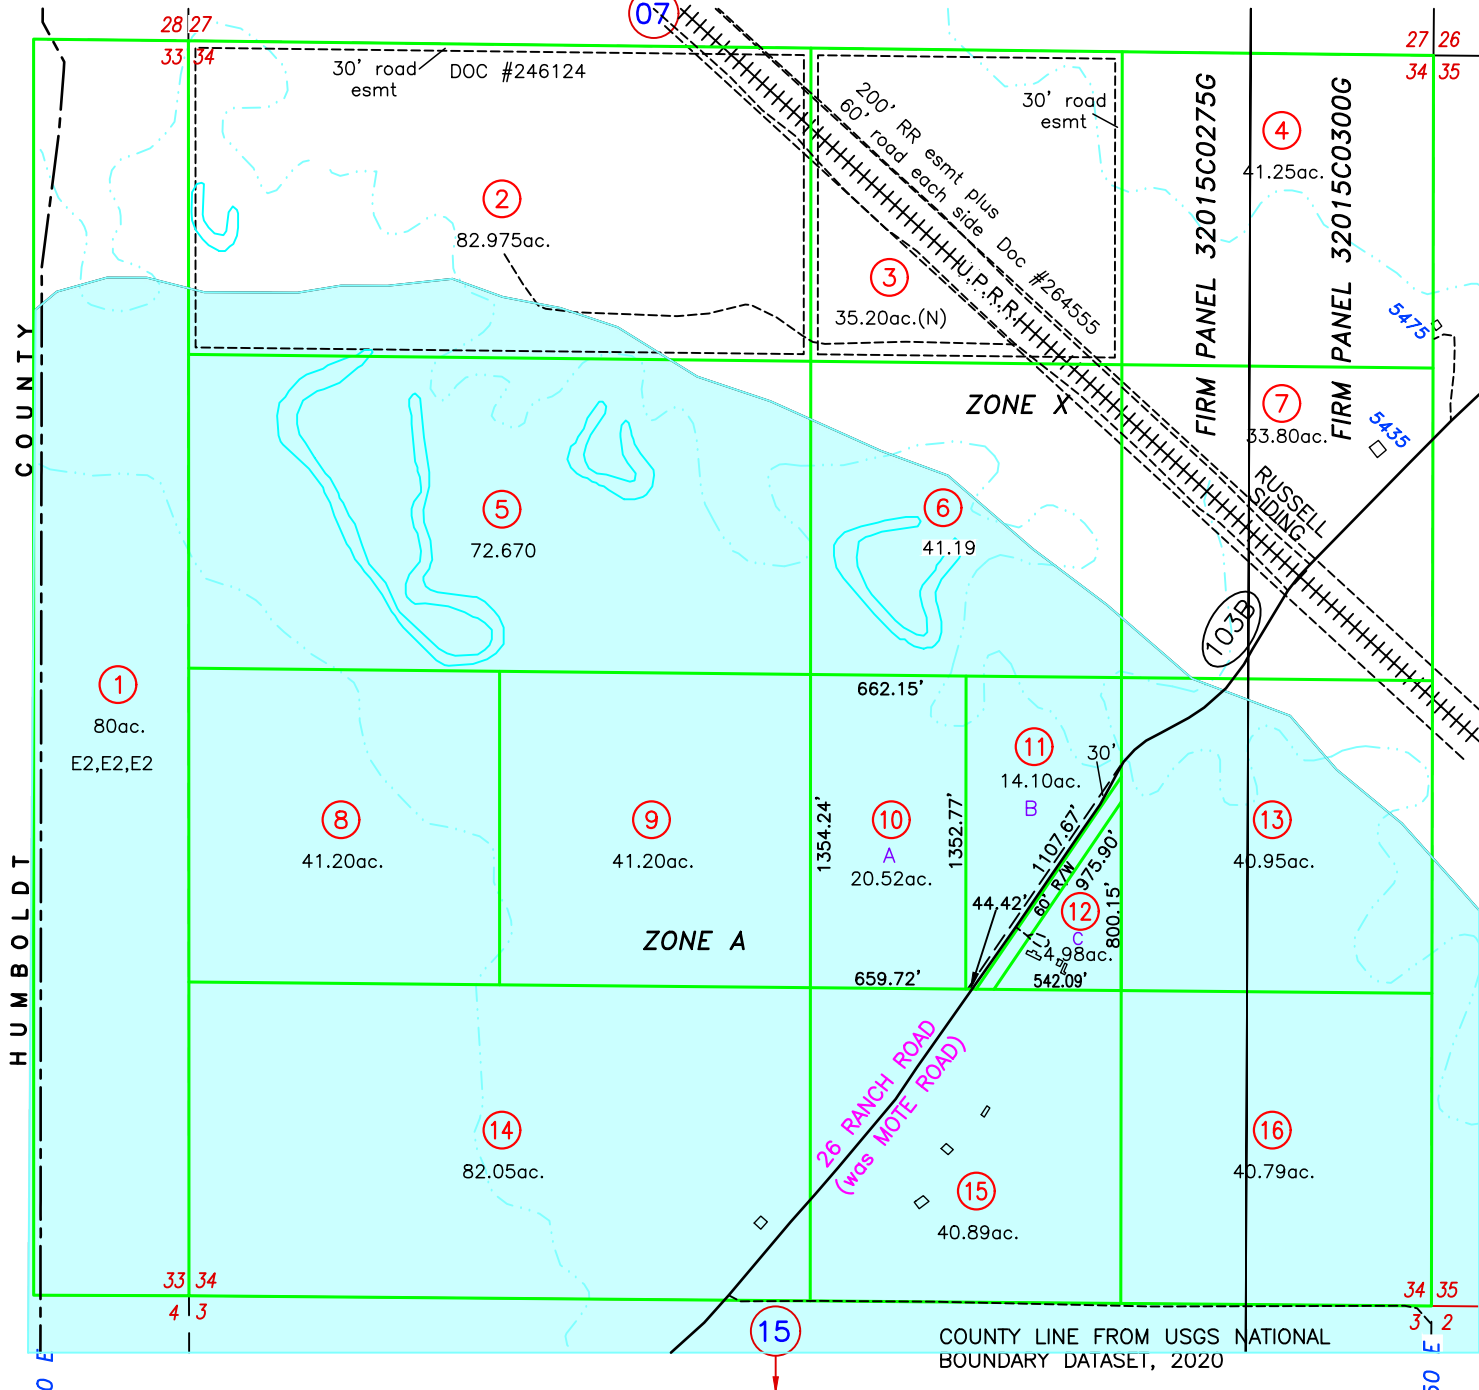 07
28 27
33 34
27 26
34 35
30' road
esmt
DOC #246124
200' RR esmt plus
60' road each side Doc #264555
30' road
esmt
FIRM PANEL 32015C0275G
FIRM PANEL 32015C0300G
4
41.25ac.
2
82.975ac.
3
35.20ac.(N)
U.P.R.R.
5475
COUNTY
ZONE X
7
33.80ac.
5435
RUSSELL
SIDING
5
72.670
6
41.19
103B
1
80ac.
E2,E2,E2
662.15'
11
14.10ac.
B
30'
8
41.20ac.
9
41.20ac.
1354.24'
10
A
20.52ac.
1352.77'
1107.67'
60' R/W
975.90'
13
40.95ac.
HUMBOLDT
ZONE A
44.42'
12
C
4.98ac.
800.15'
659.72'
542.09'
26 RANCH ROAD
(was MOTE ROAD)
14
82.05ac.
15
40.89ac.
16
40.79ac.
33 34
4 3
34 35
3 2
15
COUNTY LINE FROM USGS NATIONAL
BOUNDARY DATASET, 2020
0 E
50 E